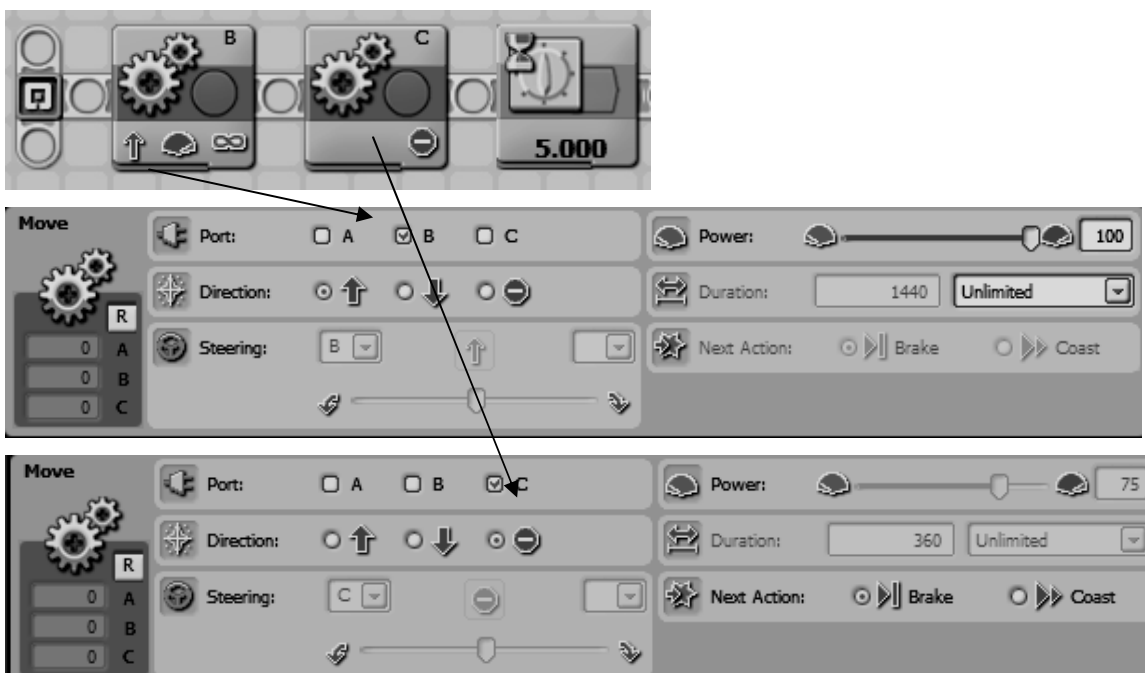 B C
5.000
Move
Port: A B C Power: 100
Direction: Duration: 1440 Unlimited
R
Steering: B Next Action: Brake Coast
0 A
0 B
0 C
Move
Port: A B C Power: 75
Direction: Duration: 360 Unlimited
R
Steering: C Next Action: Brake Coast
0 A
0 B
0 C